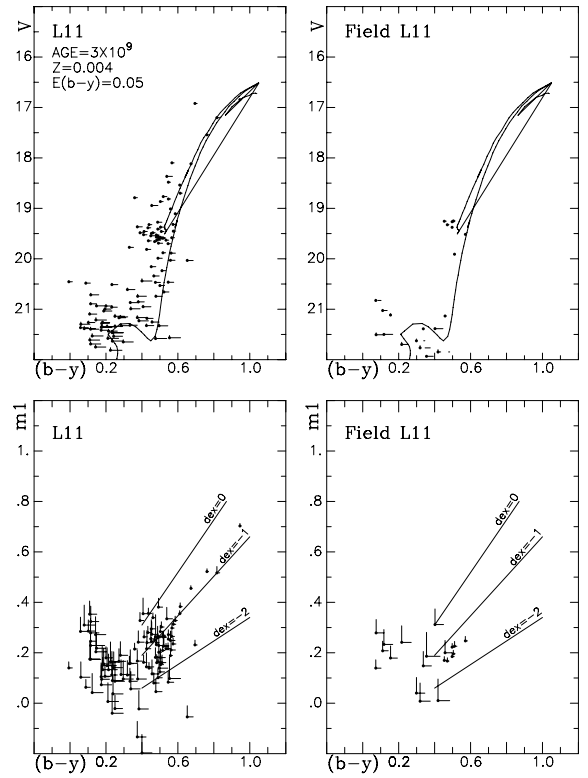 L11
AGE=3X10⁹
Z=0.004
E(b−y)=0.05
V
16
17
18
19
20
21
(b−y)
0.2
0.6
1.0
Field L11
V
16
17
18
19
20
21
(b−y)
0.2
0.6
1.0
L11
m1
1.
.8
.6
.4
.2
.0
dex=0
dex=−1
dex=−2
(b−y)
0.2
0.6
1.0
Field L11
m1
1.
.8
.6
.4
.2
.0
dex=0
dex=−1
dex=−2
(b−y)
0.2
0.6
1.0